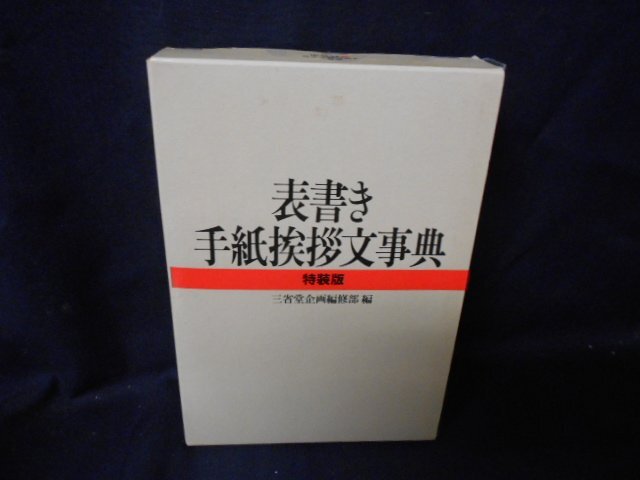 表書き
手紙挨拶文事典
特装版
三省堂企画編修部 編